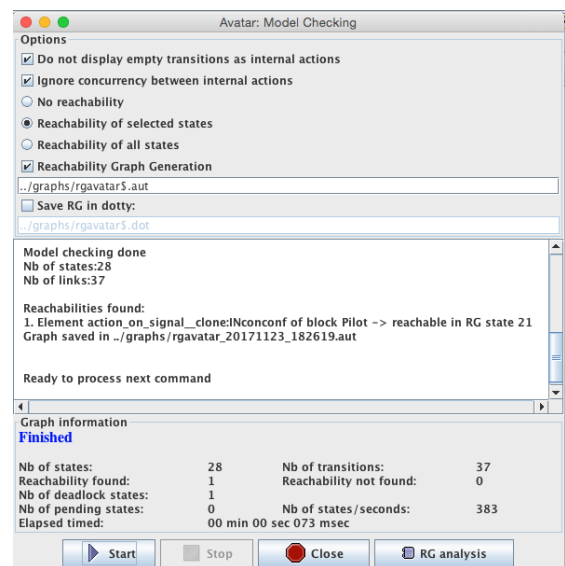 Avatar: Model Checking
Options
Do not display empty transitions as internal actions
Ignore concurrency between internal actions
No reachability
Reachability of selected states
Reachability of all states
Reachability Graph Generation
../graphs/rgavatar$.aut
Save RG in dotty:
../graphs/rgavatar$.dot
Model checking done
Nb of states:28
Nb of links:37
Reachabilities found:
1. Element action_on_signal__clone:INconconf of block Pilot -> reachable in RG state 21
Graph saved in ../graphs/rgavatar_20171123_182619.aut
Ready to process next command
Graph information
Finished
Nb of states: 28 Nb of transitions: 37
Reachability found: 1 Reachability not found: 0
Nb of deadlock states: 1
Nb of pending states: 0 Nb of states/seconds: 383
Elapsed timed: 00 min 00 sec 073 msec
Start Stop Close RG analysis